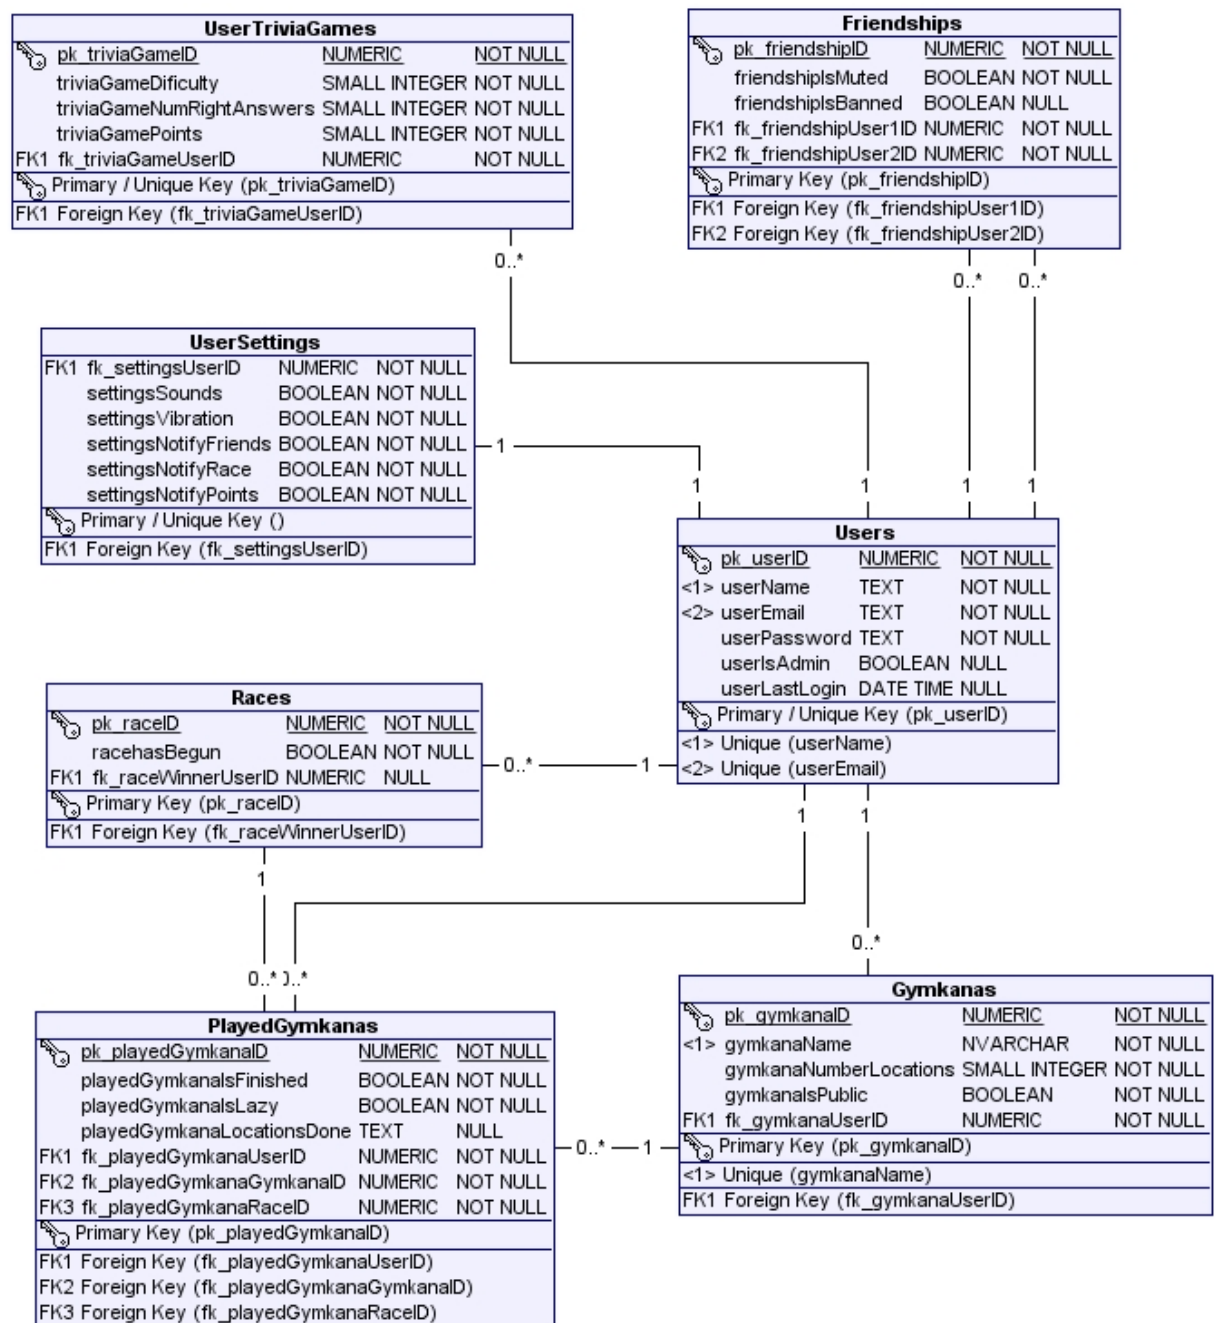 UserTriviaGames
pk_triviaGameID NUMERIC NOT NULL
triviaGameDificulty SMALL INTEGER NOT NULL
triviaGameNumRightAnswers SMALL INTEGER NOT NULL
triviaGamePoints SMALL INTEGER NOT NULL
FK1 fk_triviaGameUserID NUMERIC NOT NULL
Primary / Unique Key (pk_triviaGameID)
FK1 Foreign Key (fk_triviaGameUserID)
0..*
Friendships
pk_friendshipID NUMERIC NOT NULL
friendshipIsMuted BOOLEAN NOT NULL
friendshipIsBanned BOOLEAN NULL
FK1 fk_friendshipUser1ID NUMERIC NOT NULL
FK2 fk_friendshipUser2ID NUMERIC NOT NULL
Primary Key (pk_friendshipID)
FK1 Foreign Key (fk_friendshipUser1ID)
FK2 Foreign Key (fk_friendshipUser2ID)
0..* 0..*
UserSettings
FK1 fk_settingsUserID NUMERIC NOT NULL
settingsSounds BOOLEAN NOT NULL
settingsVibration BOOLEAN NOT NULL
settingsNotifyFriends BOOLEAN NOT NULL
settingsNotifyRace BOOLEAN NOT NULL
settingsNotifyPoints BOOLEAN NOT NULL
Primary / Unique Key ()
FK1 Foreign Key (fk_settingsUserID)
1
1 1 1 1
Users
pk_userID NUMERIC NOT NULL
<1> userName TEXT NOT NULL
<2> userEmail TEXT NOT NULL
userPassword TEXT NOT NULL
userIsAdmin BOOLEAN NULL
userLastLogin DATE TIME NULL
Primary / Unique Key (pk_userID)
<1> Unique (userName)
<2> Unique (userEmail)
Races
pk_raceID NUMERIC NOT NULL
racehasBegun BOOLEAN NOT NULL
FK1 fk_raceWinnerUserID NUMERIC NULL
Primary Key (pk_raceID)
FK1 Foreign Key (fk_raceWinnerUserID)
0..* 1
1 1
1
0..*
0..* )..*
PlayedGymkanas
pk_playedGymkanaID NUMERIC NOT NULL
playedGymkanaIsFinished BOOLEAN NOT NULL
playedGymkanaIsLazy BOOLEAN NOT NULL
playedGymkanaLocationsDone TEXT NULL
FK1 fk_playedGymkanaUserID NUMERIC NOT NULL
FK2 fk_playedGymkanaGymkanaID NUMERIC NOT NULL
FK3 fk_playedGymkanaRaceID NUMERIC NOT NULL
Primary Key (pk_playedGymkanaID)
FK1 Foreign Key (fk_playedGymkanaUserID)
FK2 Foreign Key (fk_playedGymkanaGymkanaID)
FK3 Foreign Key (fk_playedGymkanaRaceID)
0..* 1
Gymkanas
pk_gymkanaID NUMERIC NOT NULL
<1> gymkanaName NVARCHAR NOT NULL
gymkanaNumberLocations SMALL INTEGER NOT NULL
gymkanaIsPublic BOOLEAN NOT NULL
FK1 fk_gymkanaUserID NUMERIC NOT NULL
Primary Key (pk_gymkanaID)
<1> Unique (gymkanaName)
FK1 Foreign Key (fk_gymkanaUserID)